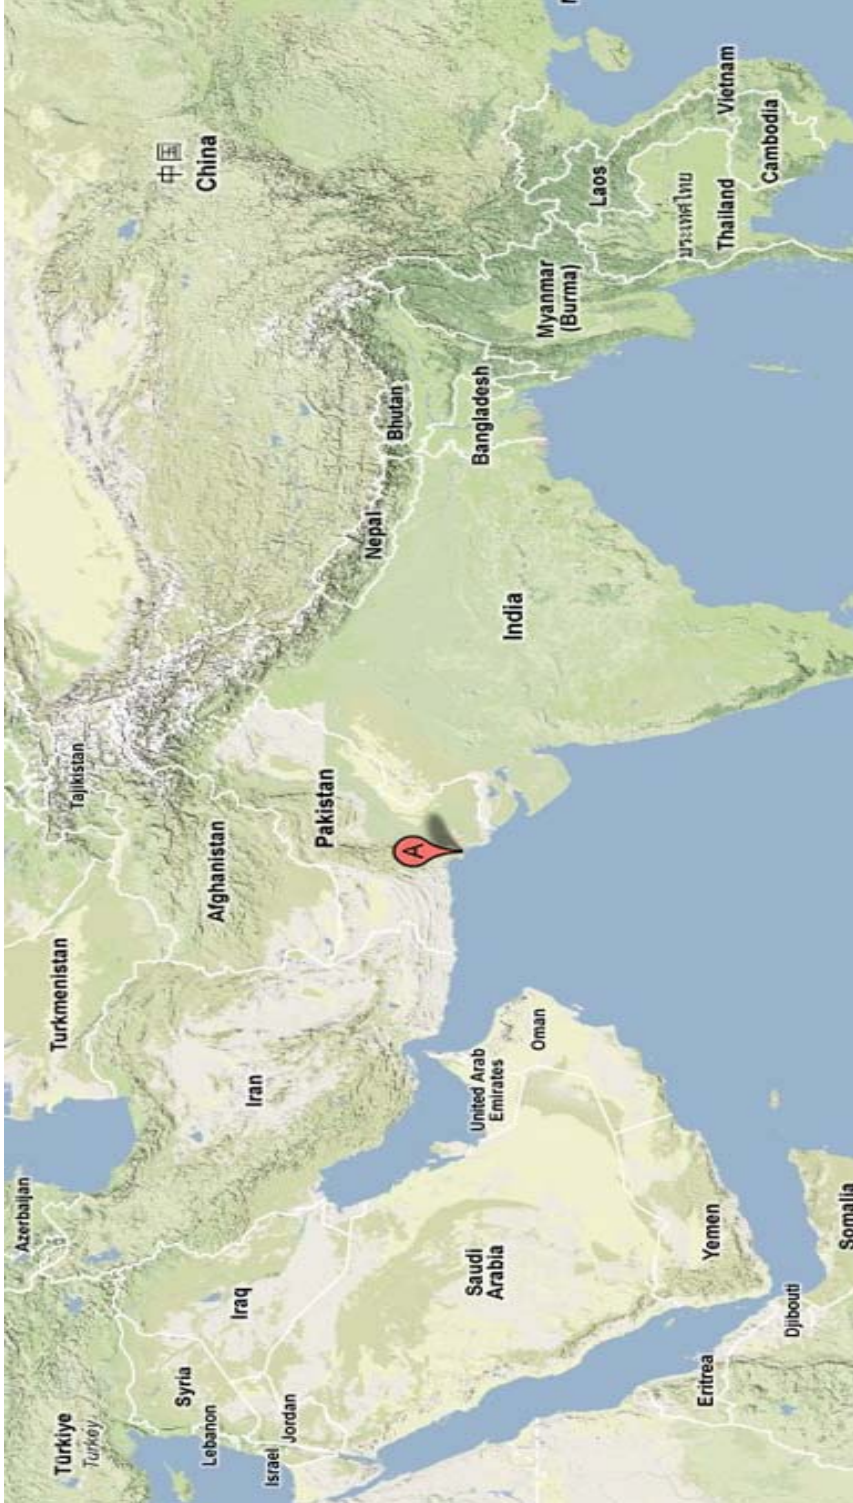 Türkiye
Turkey
Azerbaijan
Turkmenistan
Tajikistan
中国
China
Syria
Lebanon
Israel
Jordan
Iraq
Iran
Afghanistan
Pakistan
A
Nepal
Bhutan
Bangladesh
India
Myanmar
(Burma)
Laos
ประเทศไทย
Thailand
Vietnam
Cambodia
Saudi
Arabia
United Arab
Emirates
Oman
Yemen
Eritrea
Djibouti
Somalia